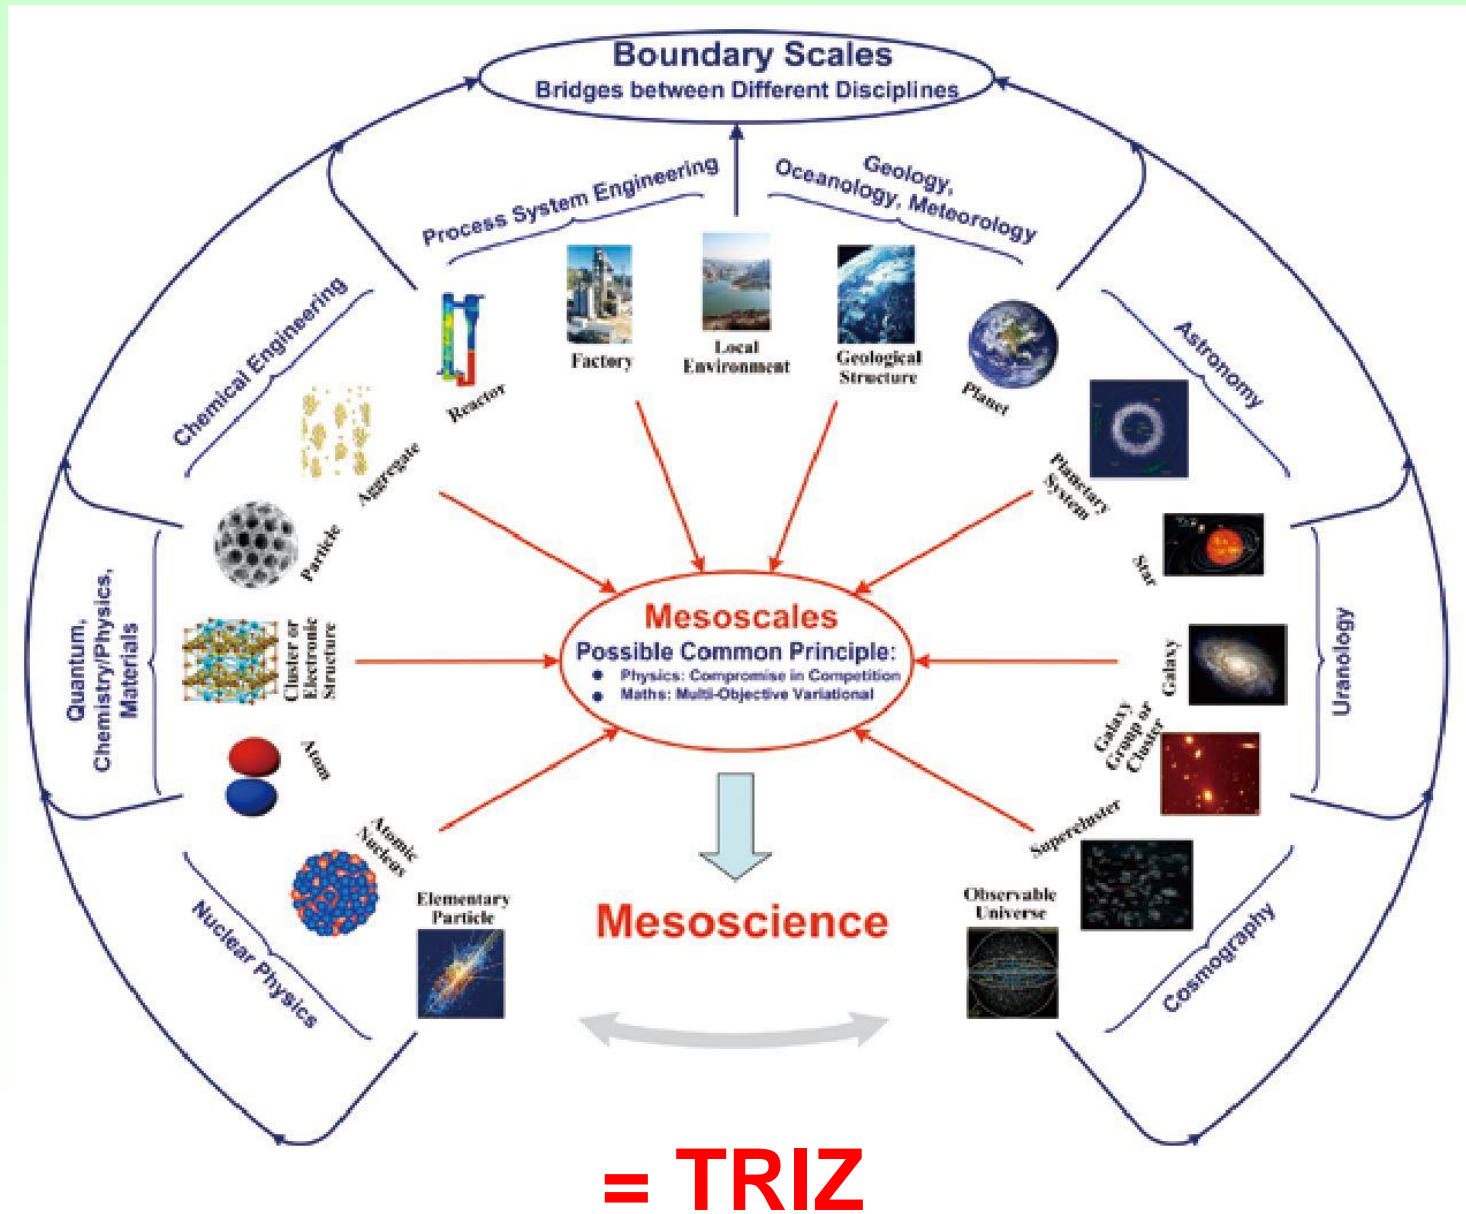 Boundary Scales
Bridges between Different Disciplines
Process System Engineering
Geology,
Oceanology, Meteorology
Chemical Engineering
Astronomy
Quantum,
Chemistry/Physics,
Materials
Uranology
Nuclear Physics
Cosmography
Elementary
Particle
Atomic
Nucleus
Atom
Cluster or
Electronic
Structure
Particle
Aggregate
Reactor
Factory
Local
Environment
Geological
Structure
Planet
Planetary
System
Star
Galaxy
Galaxy
Group or
Cluster
Supercluster
Observable
Universe
Mesoscales
Possible Common Principle:
● Physics: Compromise in Competition
● Maths: Multi-Objective Variational
Mesoscience
= TRIZ